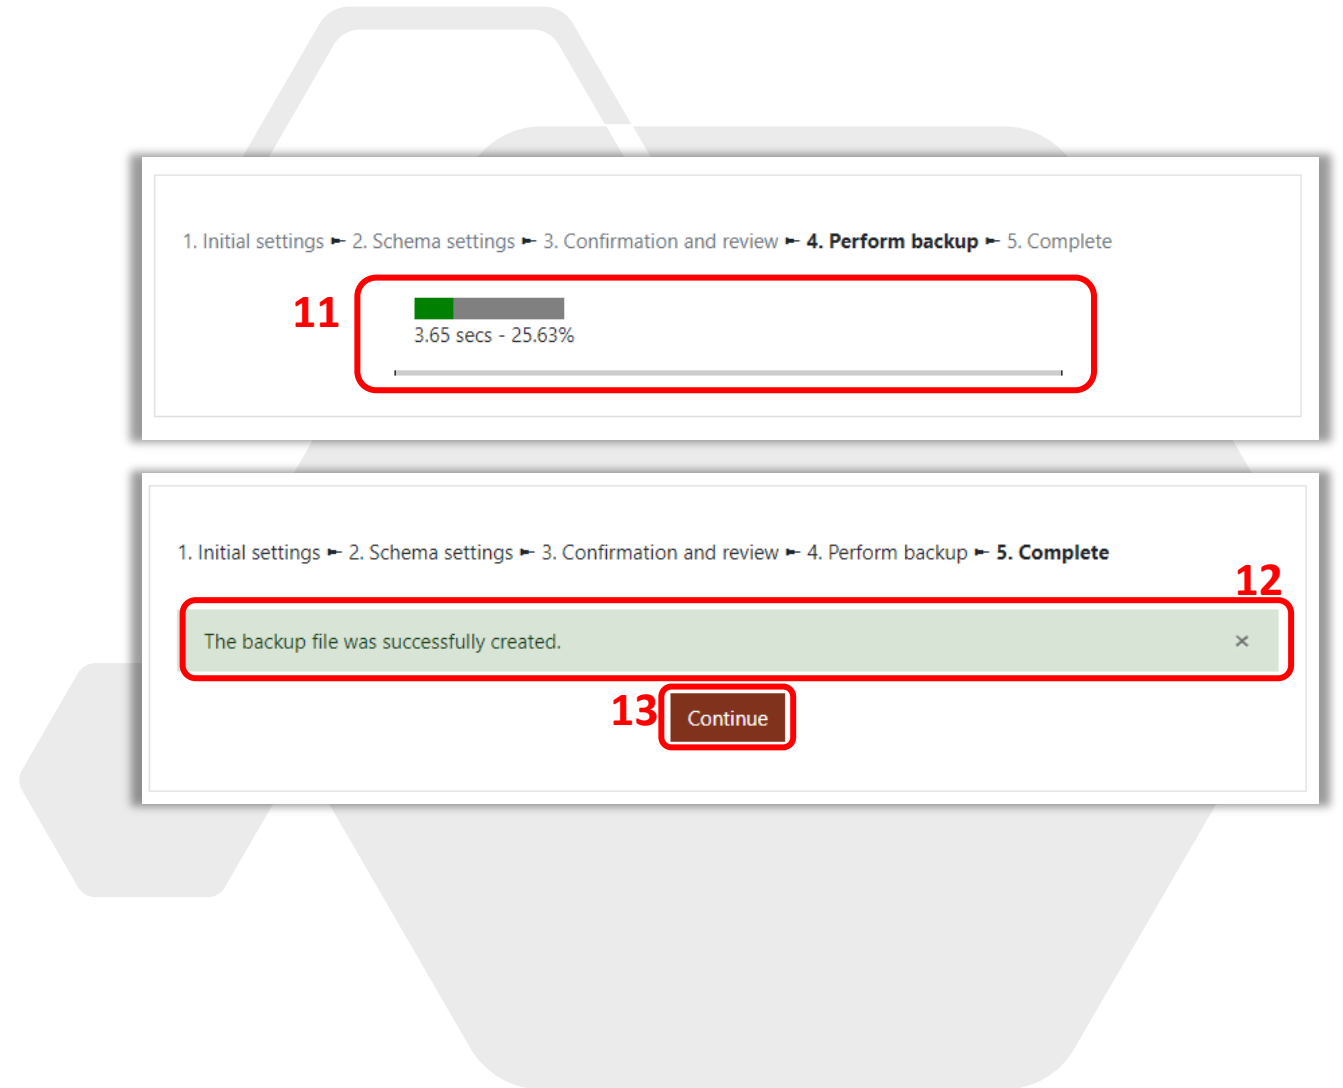 1. Initial settings ► 2. Schema settings ► 3. Confirmation and review ► 4. Perform backup ► 5. Complete
11
3.65 secs - 25.63%
1. Initial settings ► 2. Schema settings ► 3. Confirmation and review ► 4. Perform backup ► 5. Complete
12
The backup file was successfully created. ×
13 Continue